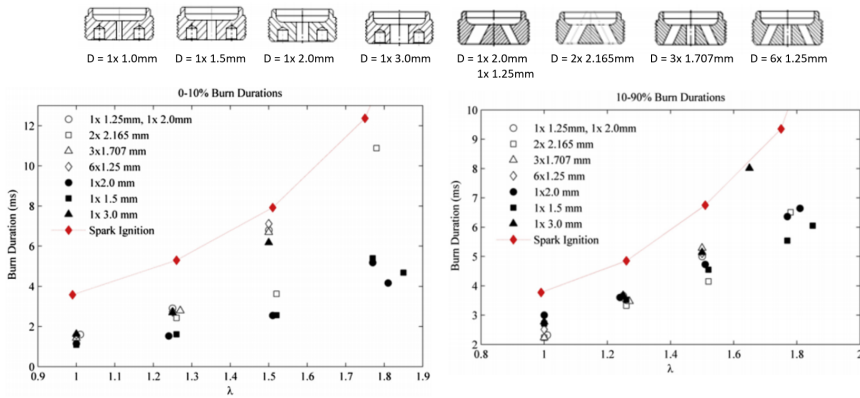 D = 1x 1.0mm
D = 1x 1.5mm
D = 1x 2.0mm
D = 1x 3.0mm
D = 1x 2.0mm
1x 1.25mm
D = 2x 2.165mm
D = 3x 1.707mm
D = 6x 1.25mm
0-10% Burn Durations
12
10
8
6
4
2
0
0.9
1
1.1
1.2
1.3
1.4
1.5
1.6
1.7
1.8
1.9
λ
Burn Duration (ms)
1x 1.25mm, 1x 2.0mm
2x 2.165 mm
3x1.707 mm
6x1.25 mm
1x2.0 mm
1x 1.5 mm
1x 3.0 mm
Spark Ignition
10-90% Burn Durations
10
9
8
7
6
5
4
3
2
0.8
1
1.2
1.4
1.6
1.8
2
λ
Burn Duration (ms)
1x 1.25mm, 1x 2.0mm
2x 2.165 mm
3x1.707 mm
6x1.25 mm
1x2.0 mm
1x 1.5 mm
1x 3.0 mm
Spark Ignition